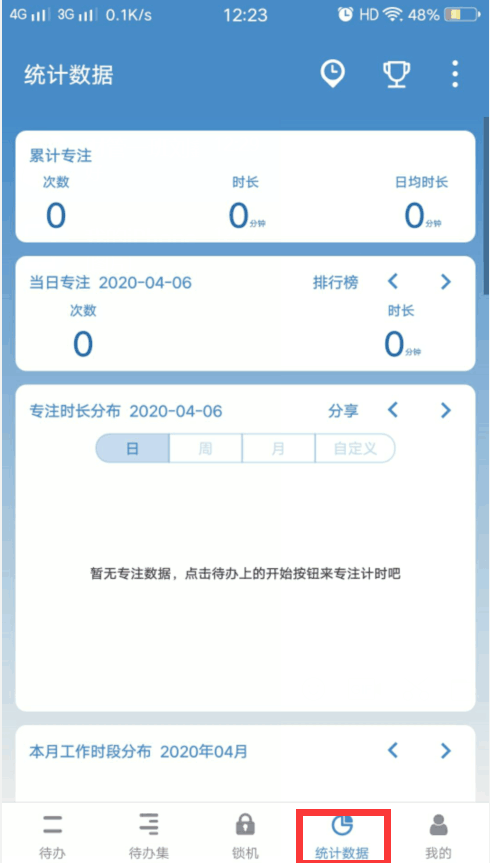 4G 3G 0.1K/s 12:23 HD 48%
统计数据
累计专注
次数 时长 日均时长
0 0分钟 0分钟
当日专注 2020-04-06 排行榜
次数 时长
0 0分钟
专注时长分布 2020-04-06 分享
日 周 月 自定义
暂无专注数据，点击待办上的开始按钮来专注计时吧
本月工作时段分布 2020年04月
待办 待办集 锁机 统计数据 我的